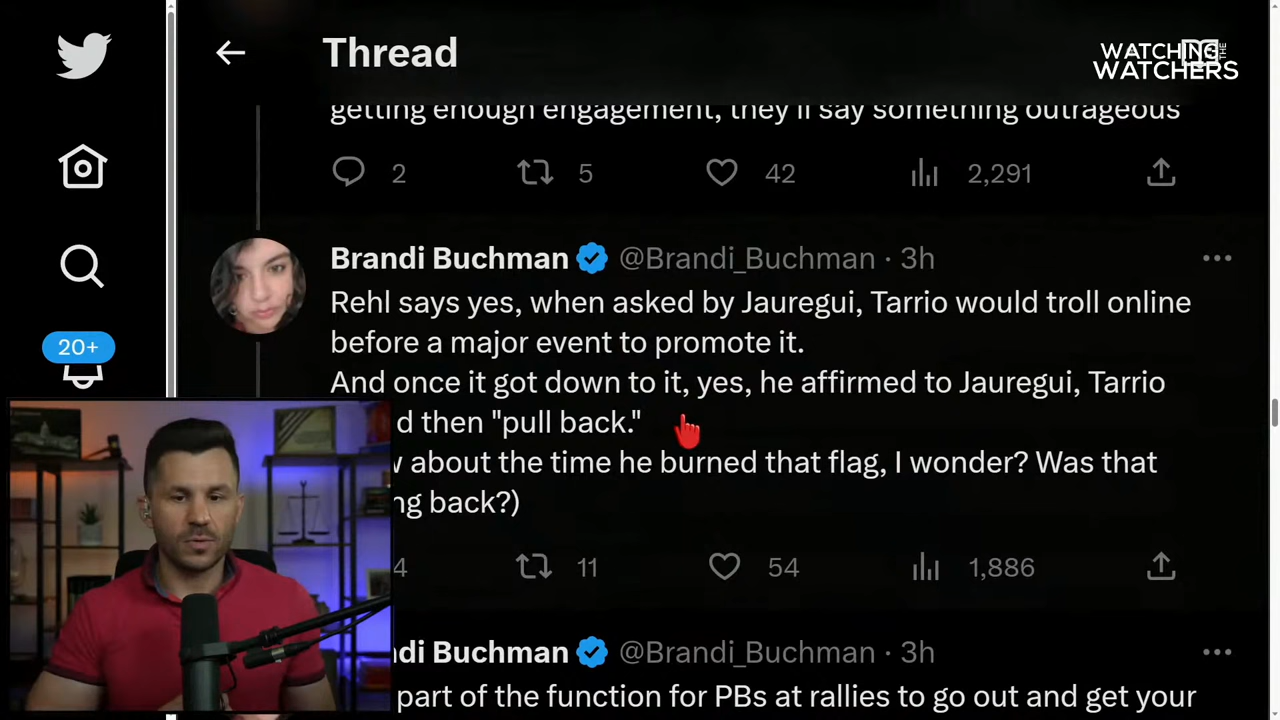 Thread
WATCHING THE
WATCHERS
getting enough engagement, they'll say something outrageous
2 5 42 2,291
Brandi Buchman @Brandi_Buchman · 3h
Rehl says yes, when asked by Jauregui, Tarrio would troll online
before a major event to promote it.
20+
And once it got down to it, yes, he affirmed to Jauregui, Tarrio
d then "pull back."
about the time he burned that flag, I wonder? Was that
ng back?)
4 11 54 1,886
di Buchman @Brandi_Buchman · 3h
part of the function for PBs at rallies to go out and get your